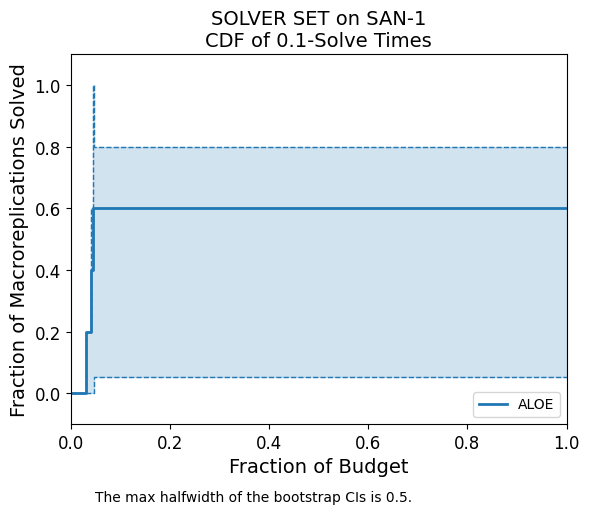 SOLVER SET on SAN-1
CDF of 0.1-Solve Times
Fraction of Macroreplications Solved
1.0
0.8
0.6
0.4
0.2
0.0
ALOE
0.0 0.2 0.4 0.6 0.8 1.0
Fraction of Budget
The max halfwidth of the bootstrap CIs is 0.5.